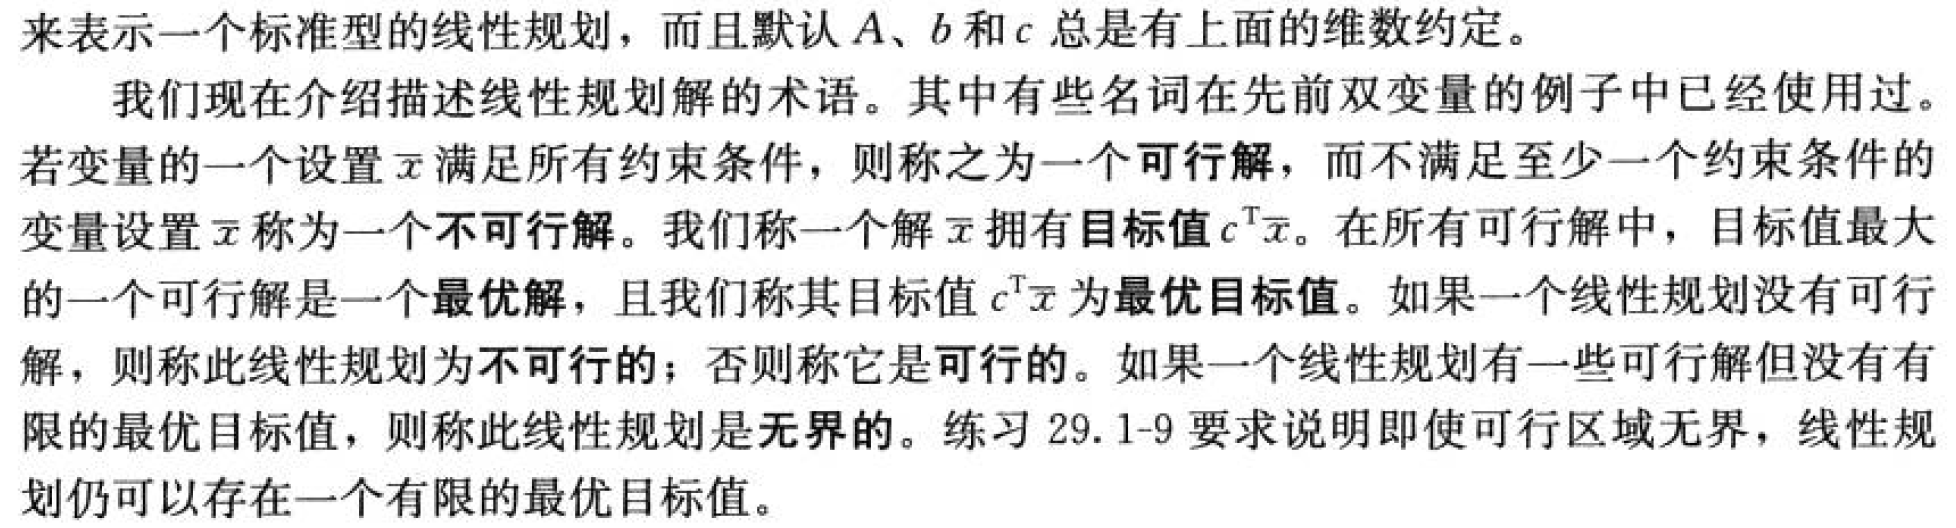 来表示一个标准型的线性规划，而且默认 A、b 和 c 总是有上面的维数约定。
我们现在介绍描述线性规划解的术语。其中有些名词在先前双变量的例子中已经使用过。
若变量的一个设置 x̅ 满足所有约束条件，则称之为一个可行解，而不满足至少一个约束条件的
变量设置 x̅ 称为一个不可行解。我们称一个解 x̅ 拥有目标值 cᵀx̅。在所有可行解中，目标值最大
的一个可行解是一个最优解，且我们称其目标值 cᵀx̅ 为最优目标值。如果一个线性规划没有可行
解，则称此线性规划为不可行的；否则称它是可行的。如果一个线性规划有一些可行解但没有有
限的最优目标值，则称此线性规划是无界的。练习 29.1-9 要求说明即使可行区域无界，线性规
划仍可以存在一个有限的最优目标值。